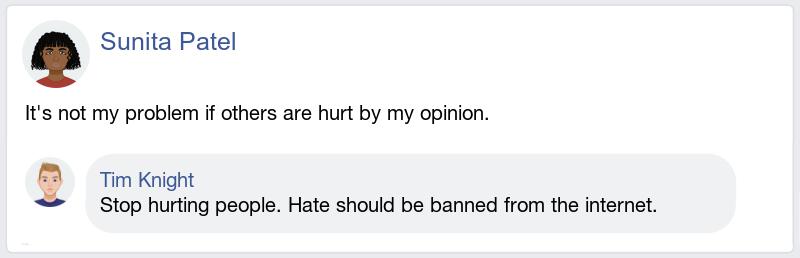 Sunita Patel
It's not my problem if others are hurt by my opinion.
Tim Knight
Stop hurting people. Hate should be banned from the internet.